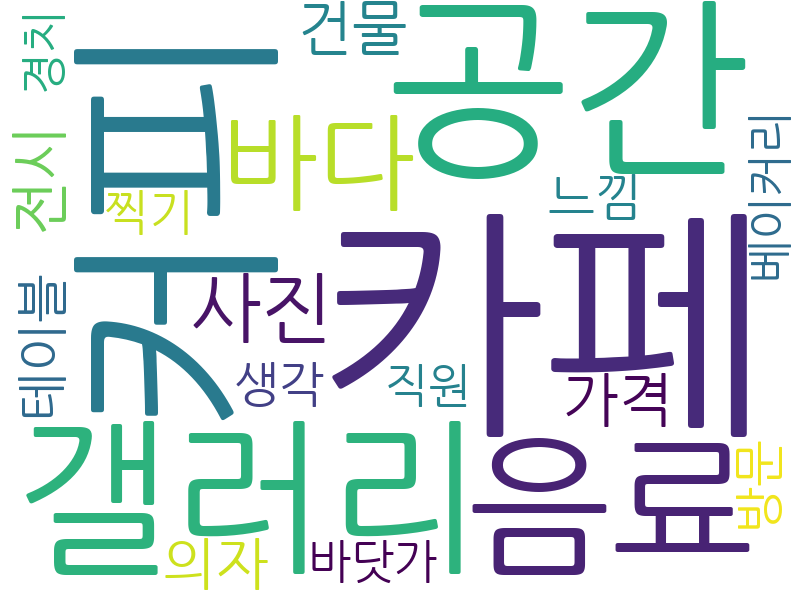 경치
건물
공간
커피
바다
전시
찍기
느낌
베이커리
카페
사진
테이블
생각
직원
가격
갤러리
음료
방문
의자
바닷가